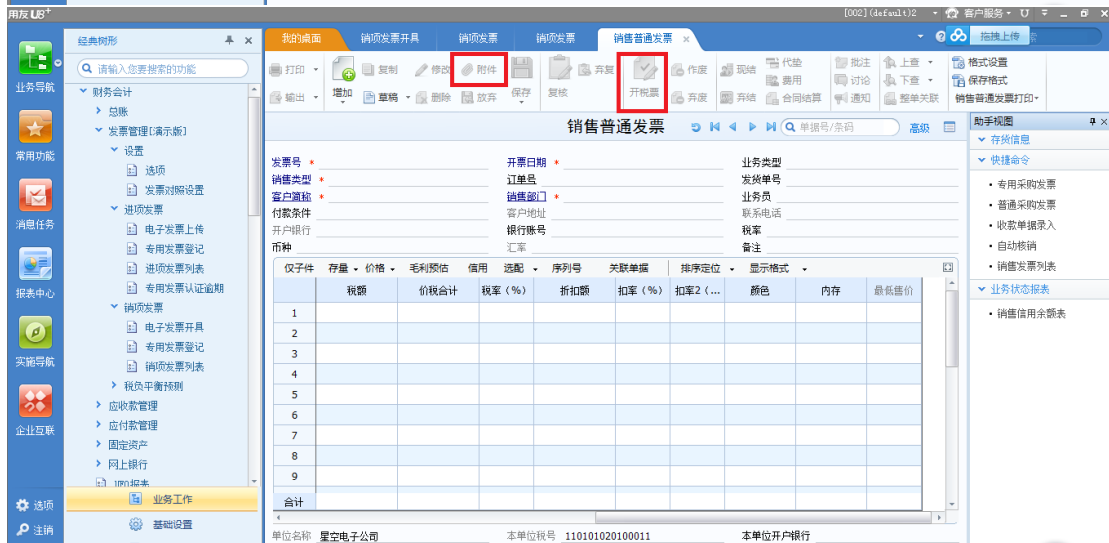 用友 U8+ [002](default)2 客户服务
经典树形 我的桌面 销项发票开具 销项发票 销项发票 销售普通发票 拖拽上传
请输入您要搜索的功能
业务导航
常用功能
消息任务
报表中心
实施导航
企业互联
选项
注销
财务会计
总账
发票管理[演示版]
设置
选项
发票对照设置
进项发票
电子发票上传
专用发票登记
进项发票列表
专用发票认证逾期
销项发票
电子发票开具
专用发票登记
销项发票列表
税负平衡预测
应收款管理
应付款管理
固定资产
网上银行
UFO报表
业务工作
基础设置
打印 复制 修改 附件 弃复 作废 现结 代垫 批注 上查 格式设置
费用 讨论 下查 保存格式
输出 增加 草稿 删除 放弃 保存 复核 开税票 弃废 弃结 合同结算 通知 整单关联 销售普通发票打印
销售普通发票 单据号/条码 高级
发票号 * 开票日期 * 业务类型
销售类型 * 订单号 发货单号
客户简称 * 销售部门 * 业务员
付款条件 客户地址 联系电话
开户银行 银行账号 税率
币种 汇率 备注
仅子件 存量 价格 毛利预估 信用 选配 序列号 关联单据 排序定位 显示格式
税额 价税合计 税率（%） 折扣额 扣率（%） 扣率2（... 颜色 内存 最低售价
1
2
3
4
5
6
7
8
9
合计
单位名称 星空电子公司 本单位税号 110101020100011 本单位开户银行
助手视图
存货信息
快捷命令
• 专用采购发票
• 普通采购发票
• 收款单据录入
• 自动核销
• 销售发票列表
业务状态报表
• 销售信用余额表